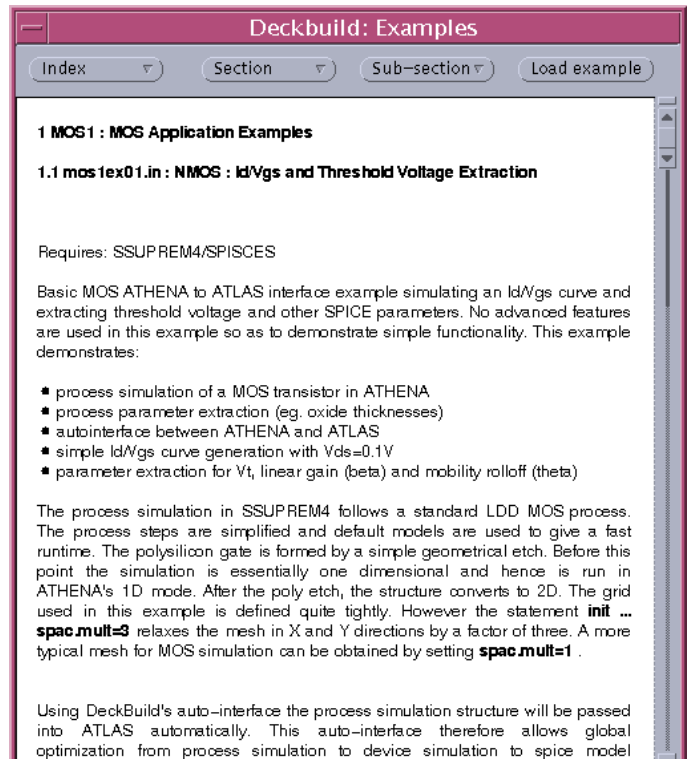 Deckbuild: Examples
Index
Section
Sub-section
Load example
1 MOS1 : MOS Application Examples
1.1 mos1ex01.in : NMOS : Id/Vgs and Threshold Voltage Extraction
Requires: SSUPREM4/SPISCES
Basic MOS ATHENA to ATLAS interface example simulating an Id/Vgs curve and
extracting threshold voltage and other SPICE parameters. No advanced features
are used in this example so as to demonstrate simple functionality. This example
demonstrates:
process simulation of a MOS transistor in ATHENA
process parameter extraction (eg. oxide thicknesses)
autointerface between ATHENA and ATLAS
simple Id/Vgs curve generation with Vds=0.1V
parameter extraction for Vt, linear gain (beta) and mobility rolloff (theta)
The process simulation in SSUPREM4 follows a standard LDD MOS process.
The process steps are simplified and default models are used to give a fast
runtime. The polysilicon gate is formed by a simple geometrical etch. Before this
point the simulation is essentially one dimensional and hence is run in
ATHENA's 1D mode. After the poly etch, the structure converts to 2D. The grid
used in this example is defined quite tightly. However the statement init ...
spac.mult=3 relaxes the mesh in X and Y directions by a factor of three. A more
typical mesh for MOS simulation can be obtained by setting spac.mult=1 .
Using DeckBuild's auto-interface the process simulation structure will be passed
into ATLAS automatically. This auto-interface therefore allows global
optimization from process simulation to device simulation to spice model